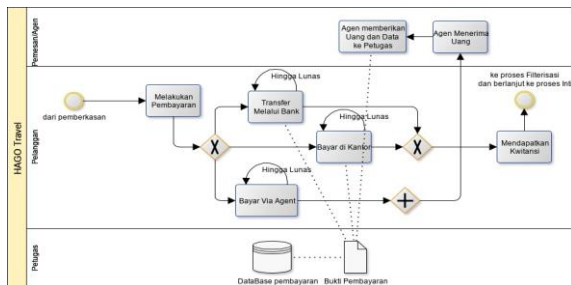 HAGO Travel
Pemesan/Agen
Agen memberikan
Uang dan Data
ke Petugas
Agen Menerima
Uang
Pelanggan
dari pemberkasan
Melakukan
Pembayaran
Hingga Lunas
Transfer
Melalui Bank
Hingga Lunas
Bayar di Kantor
Hingga Lunas
Bayar Via Agent
ke proses Filterisasi
dan berlanjut ke proses Inti
Mendapatkan
Kwitansi
Petugas
DataBase pembayaran
Bukti Pembayaran